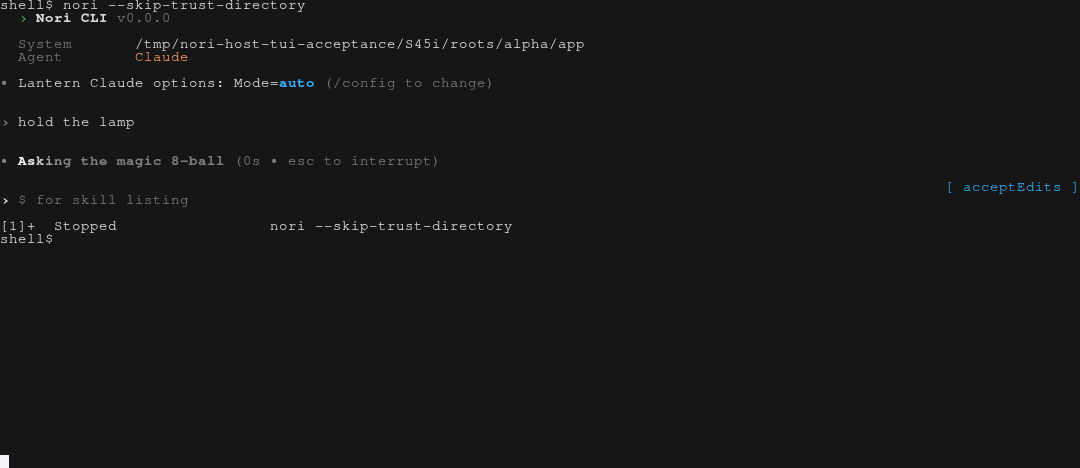 shell$ nori --skip-trust-directory
› Nori CLI v0.0.0
System        /tmp/nori-host-tui-acceptance/S45i/roots/alpha/app
Agent         Claude
• Lantern Claude options: Mode=auto (/config to change)
› hold the lamp
• Asking the magic 8-ball (0s • esc to interrupt)
[ acceptEdits ]
› $ for skill listing
[1]+  Stopped                 nori --skip-trust-directory
shell$